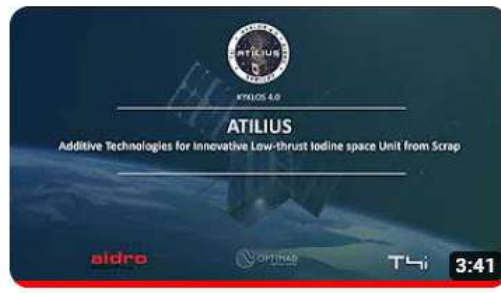 ATILIUS
KYKLOS 4.0
ATILIUS
Additive Technologies for Innovative Low-thrust Iodine space Unit from Scrap
aidro
OPTIMAD
T4i
3:41